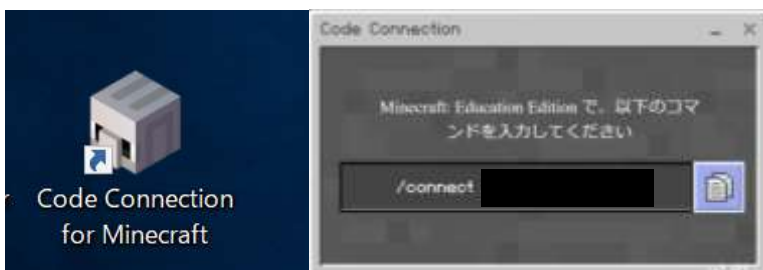 Code Connection
for Minecraft
Code Connection
Minecraft: Education Edition で、以下のコマ
ンドを入力してください
/connect